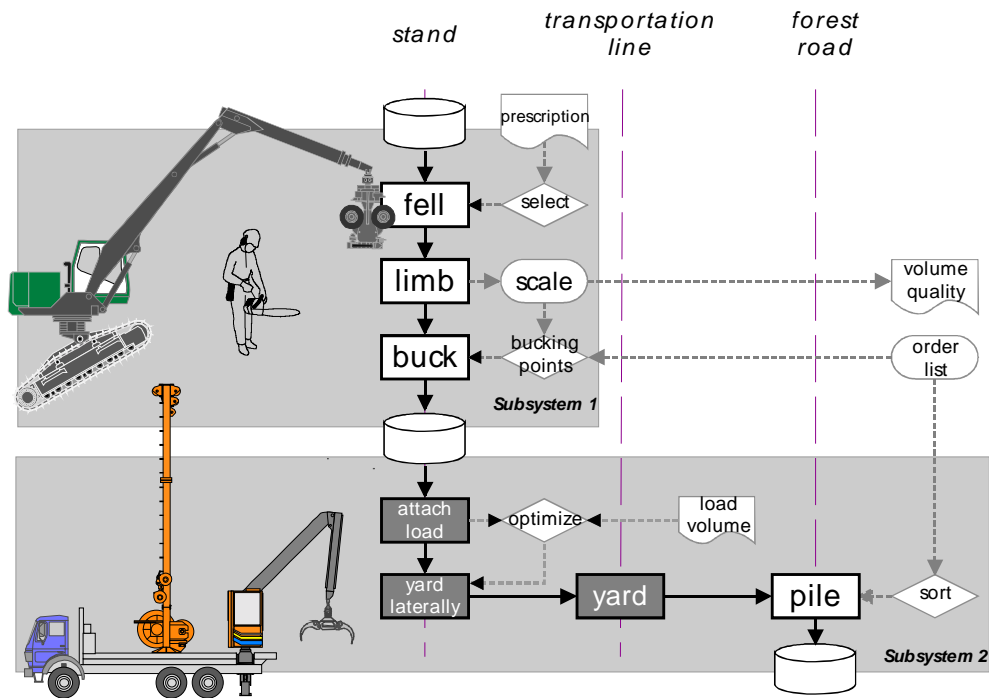 stand
transportation
line
forest
road
prescription
fell
select
limb
scale
volume
quality
buck
bucking
points
order
list
Subsystem 1
attach
load
optimize
load
volume
yard
laterally
yard
pile
sort
Subsystem 2